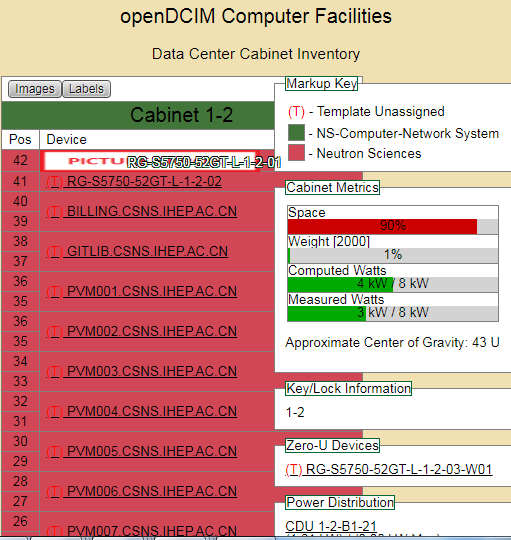 openDCIM Computer Facilities
Data Center Cabinet Inventory
Images Labels
Cabinet 1-2
Pos Device
42 RG-S5750-52GT-L-1-2-01
41 (T) RG-S5750-52GT-L-1-2-02
40
BILLING.CSNS.IHEP.AC.CN
39
38
(T) GITLIB.CSNS.IHEP.AC.CN
37
36
(T) PVM001.CSNS.IHEP.AC.CN
35
36
(T) PVM002.CSNS.IHEP.AC.CN
35
34
(T) PVM003.CSNS.IHEP.AC.CN
33
32
(T) PVM004.CSNS.IHEP.AC.CN
31
30
(T) PVM005.CSNS.IHEP.AC.CN
29
28
(T) PVM006.CSNS.IHEP.AC.CN
27
26
(T) PVM007.CSNS.IHEP.AC.CN
Markup Key
(T) - Template Unassigned
- NS-Computer-Network System
- Neutron Sciences
Cabinet Metrics
Space
90%
Weight [2000]
1%
Computed Watts
4 kW / 8 kW
Measured Watts
3 kW / 8 kW
Approximate Center of Gravity: 43 U
Key/Lock Information
1-2
Zero-U Devices
(T) RG-S5750-52GT-L-1-2-03-W01
Power Distribution
CDU 1-2-B1-21